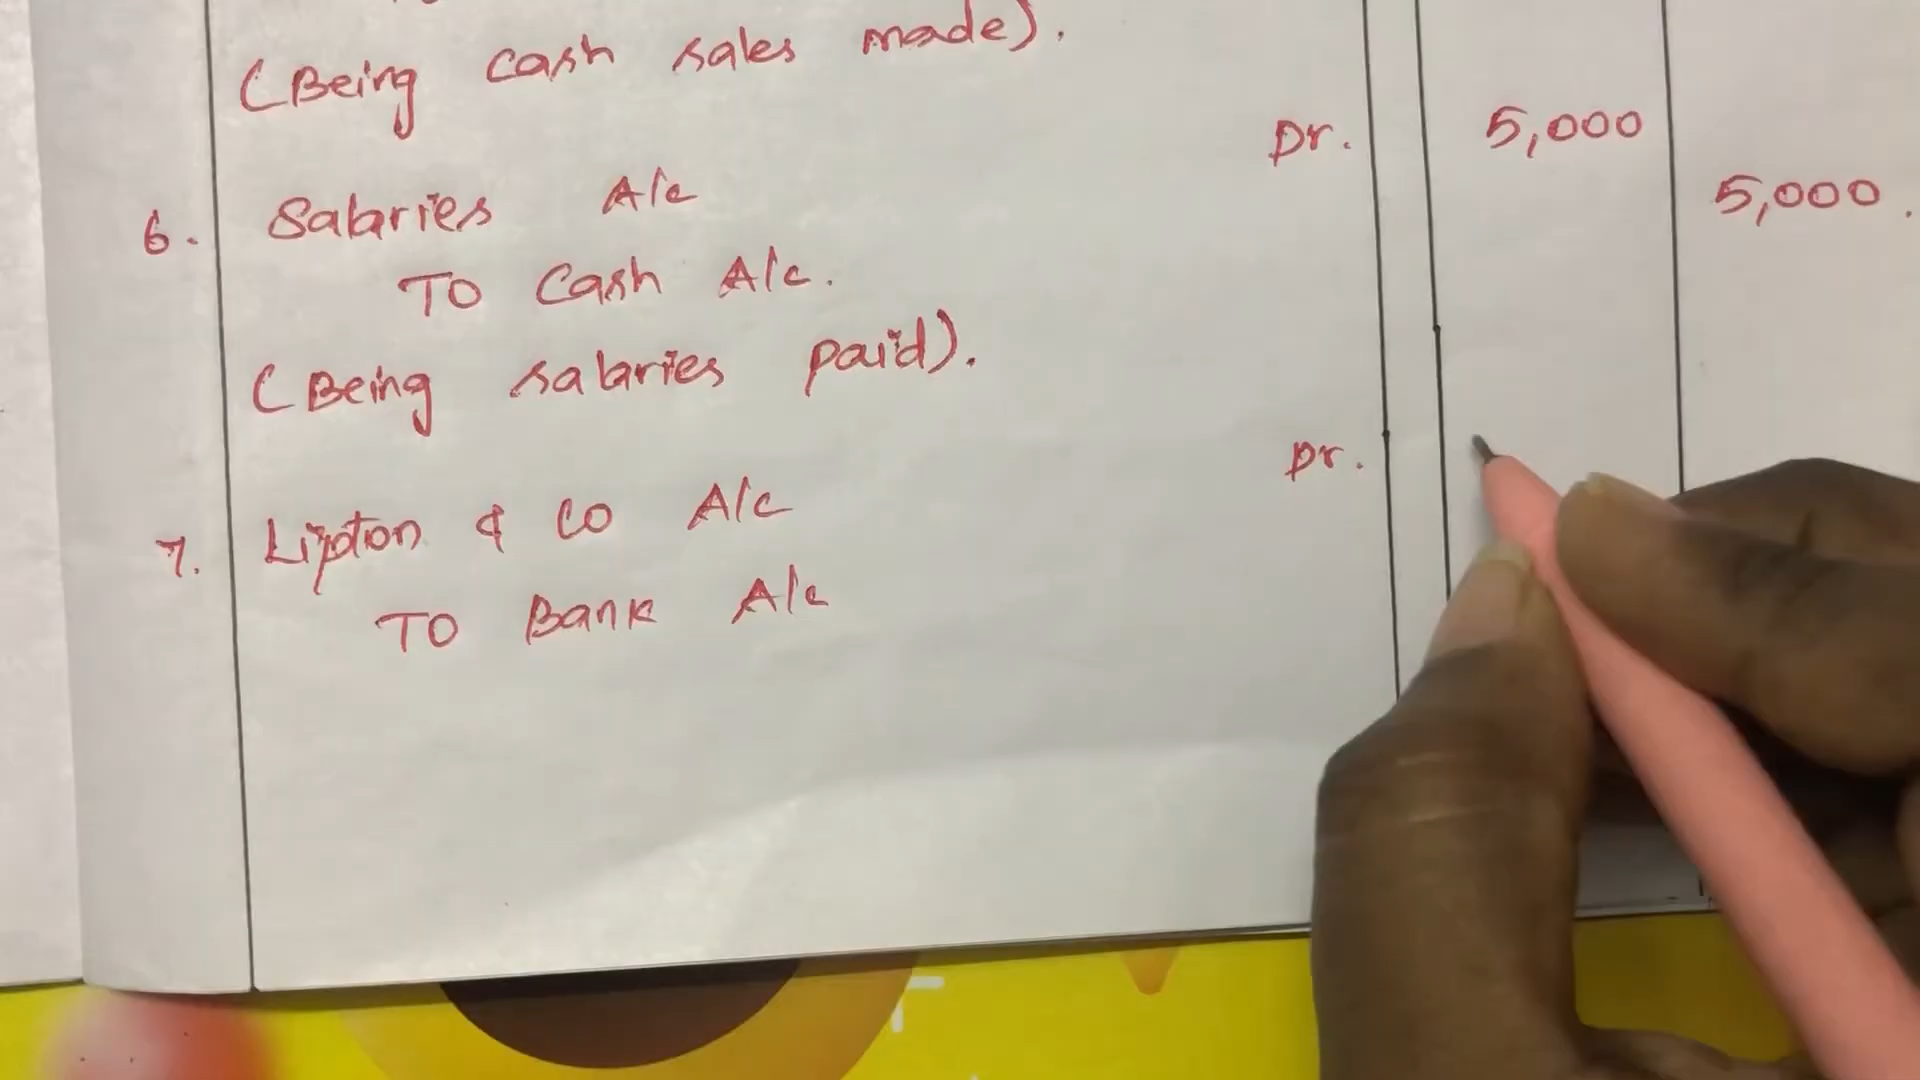 (Being cash sales made).
6. Salaries A/c Dr. 5,000
TO Cash A/c. 5,000.
(Being salaries paid).
7. Lipton & CO A/c Dr.
TO Bank A/c